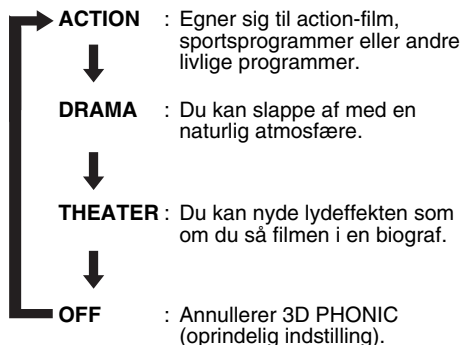 ACTION : Egner sig til action-film,
sportsprogrammer eller andre
livlige programmer.
DRAMA : Du kan slappe af med en
naturlig atmosfære.
THEATER : Du kan nyde lydeffekten som
om du så filmen i en biograf.
OFF : Annullerer 3D PHONIC
(oprindelig indstilling).